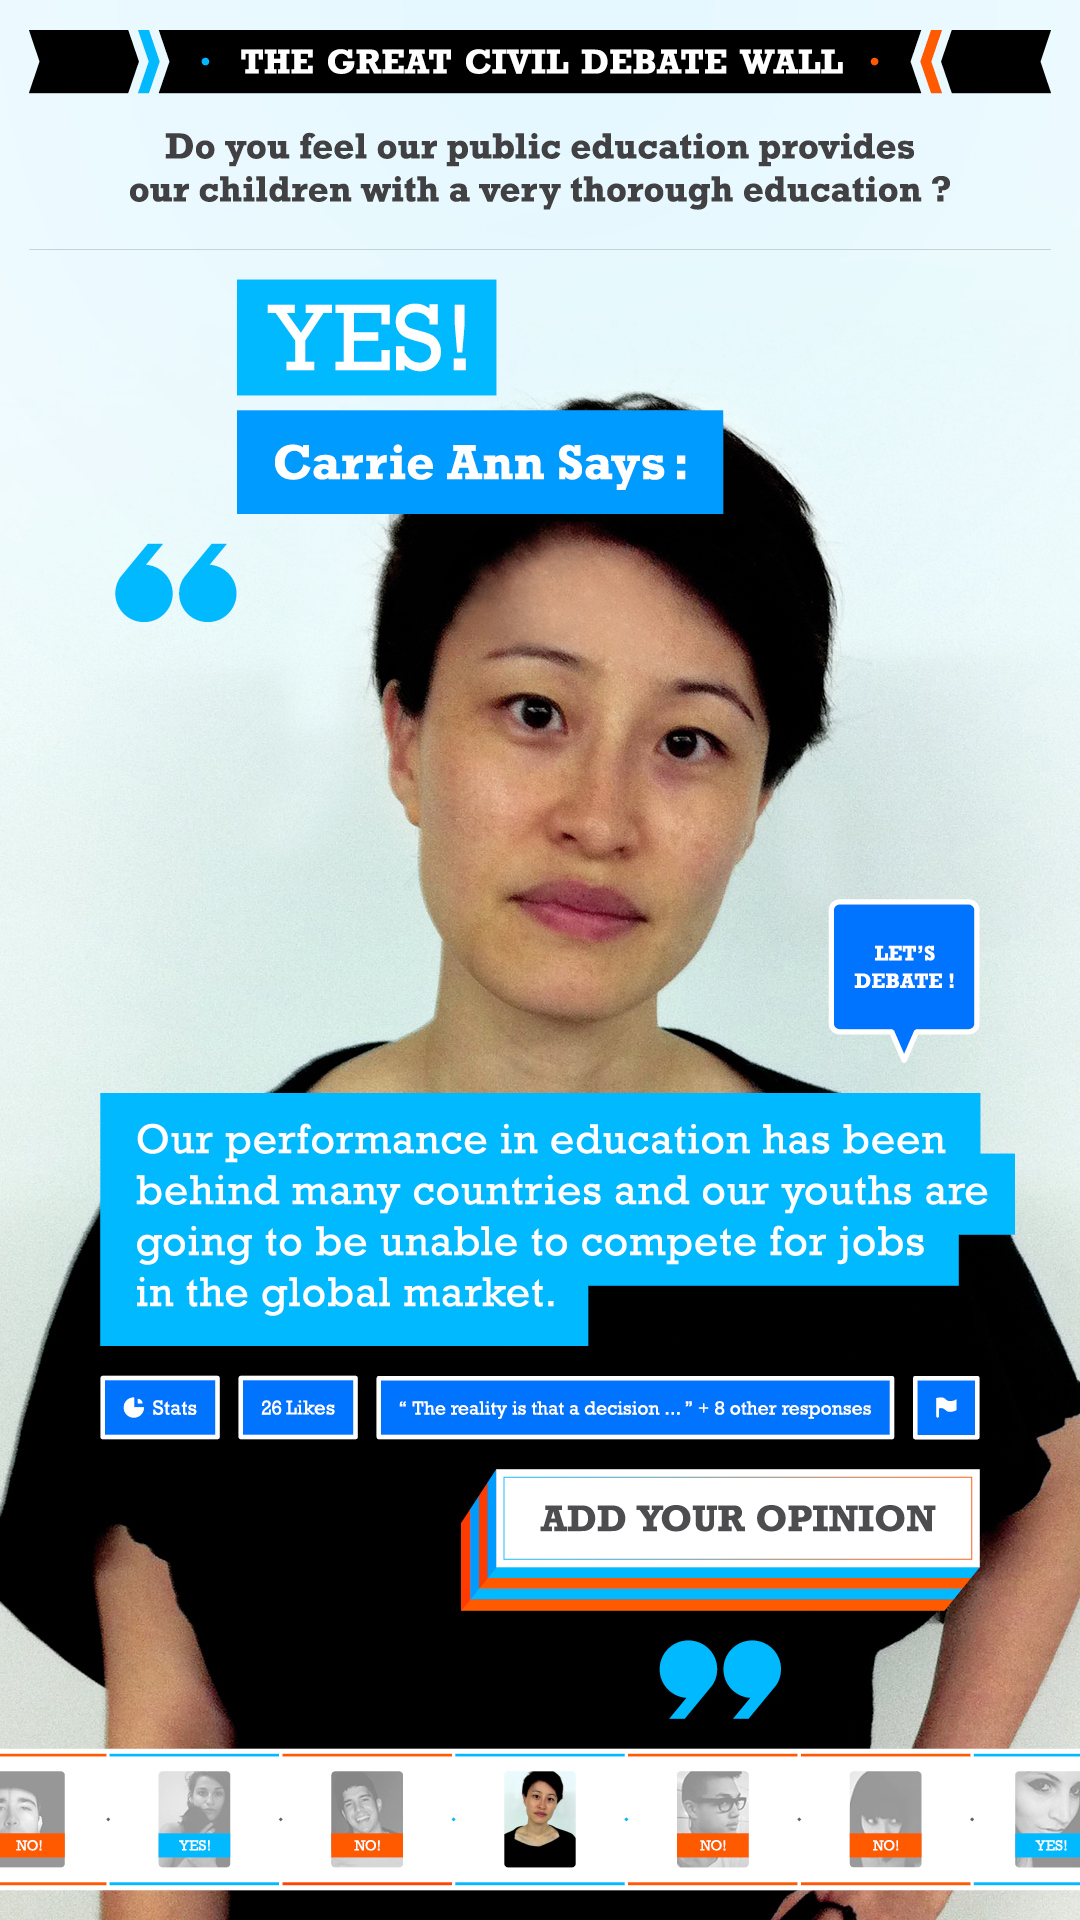 THE GREAT CIVIL DEBATE WALL
Do you feel our public education provides
our children with a very thorough education ?
YES!
Carrie Ann Says :
“
LET’S
DEBATE !
Our performance in education has been
behind many countries and our youths are
going to be unable to compete for jobs
in the global market.
Stats
26 Likes
“ The reality is that a decision ... ” + 8 other responses
ADD YOUR OPINION
”
NO!
YES!
NO!
NO!
NO!
YES!